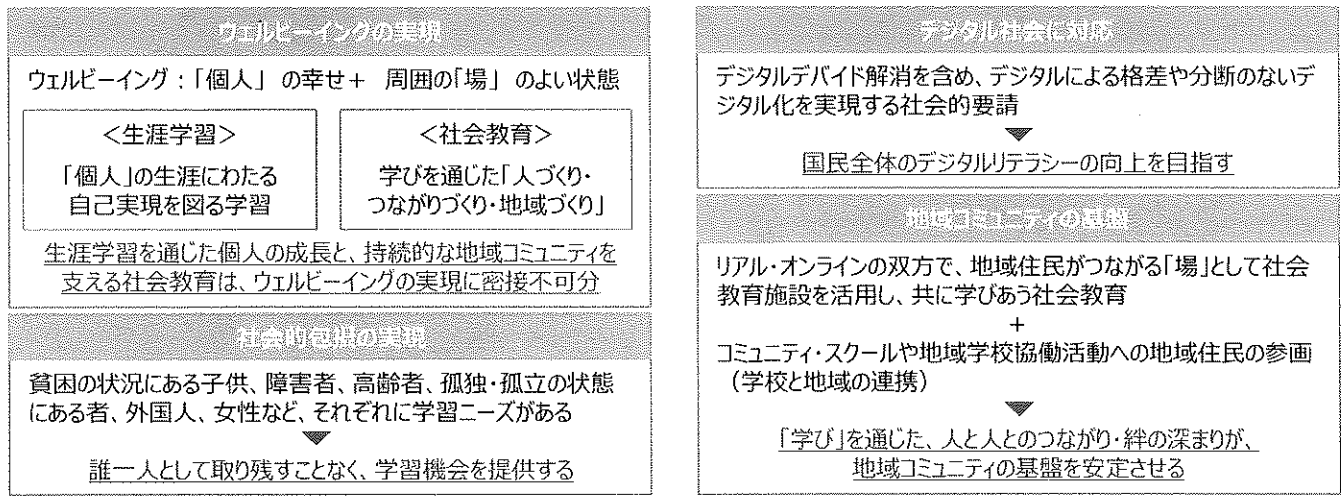 ウェルビーイングの実現
ウェルビーイング：「個人」の幸せ＋ 周囲の「場」のよい状態
＜生涯学習＞
「個人」の生涯にわたる
自己実現を図る学習
＜社会教育＞
学びを通じた「人づくり・
つながりづくり・地域づくり」
生涯学習を通じた個人の成長と、持続的な地域コミュニティを
支える社会教育は、ウェルビーイングの実現に密接不可分
社会的包摂の実現
貧困の状況にある子供、障害者、高齢者、孤独・孤立の状態
にある者、外国人、女性など、それぞれに学習ニーズがある
誰一人として取り残すことなく、学習機会を提供する
デジタル社会に対応
デジタルデバイド解消を含め、デジタルによる格差や分断のないデ
ジタル化を実現する社会的要請
国民全体のデジタルリテラシーの向上を目指す
地域コミュニティの基盤
リアル・オンラインの双方で、地域住民がつながる「場」として社会
教育施設を活用し、共に学びあう社会教育
＋
コミュニティ・スクールや地域学校協働活動への地域住民の参画
（学校と地域の連携）
「学び」を通じた、人と人とのつながり・絆の深まりが、
地域コミュニティの基盤を安定させる